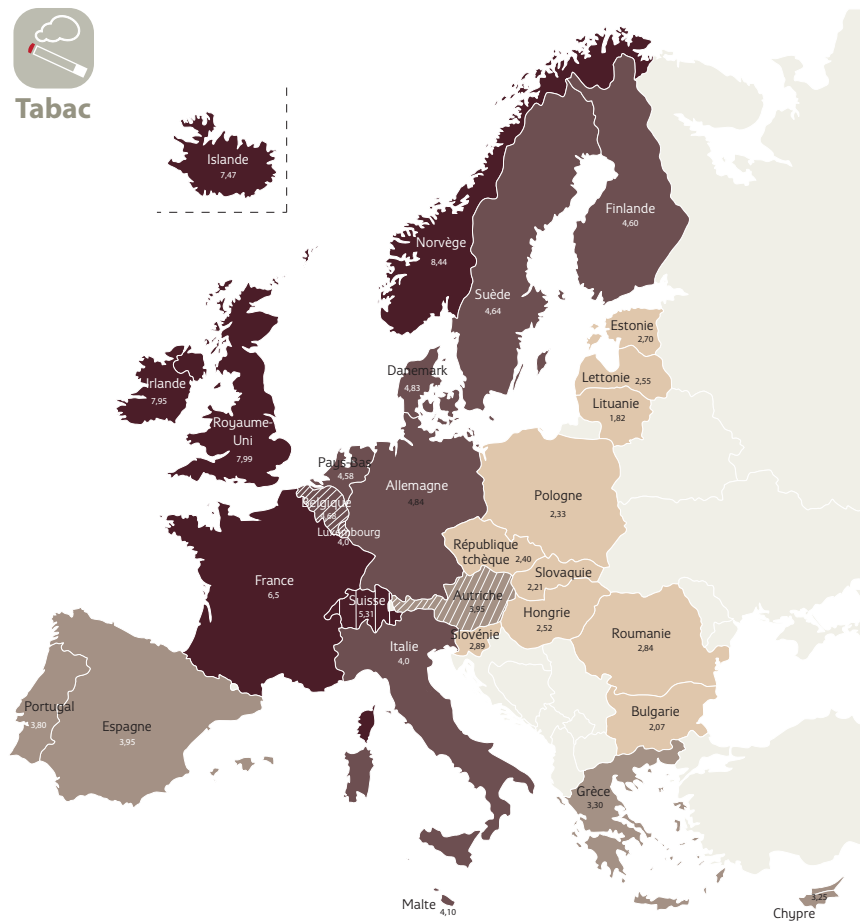 Tabac
Islande
7,47
Norvège
8,44
Finlande
4,60
Suède
4,64
Estonie
2,70
Lettonie 2,55
Lituanie
1,82
Danemark
4,83
Irlande
7,95
Royaume-
Uni
7,99
Pays-Bas
4,58
Allemagne
4,84
Belgique
Luxembourg
4,0
Pologne
2,33
République
tchèque 2,40
Slovaquie
2,21
France
6,5
Suisse
5,31
Autriche
3,95
Hongrie
2,52
Slovénie
2,89
Italie
4,0
Roumanie
2,84
Bulgarie
2,07
Portugal
3,80
Espagne
3,95
Grèce
3,30
Malte
4,10
3,25
Chypre